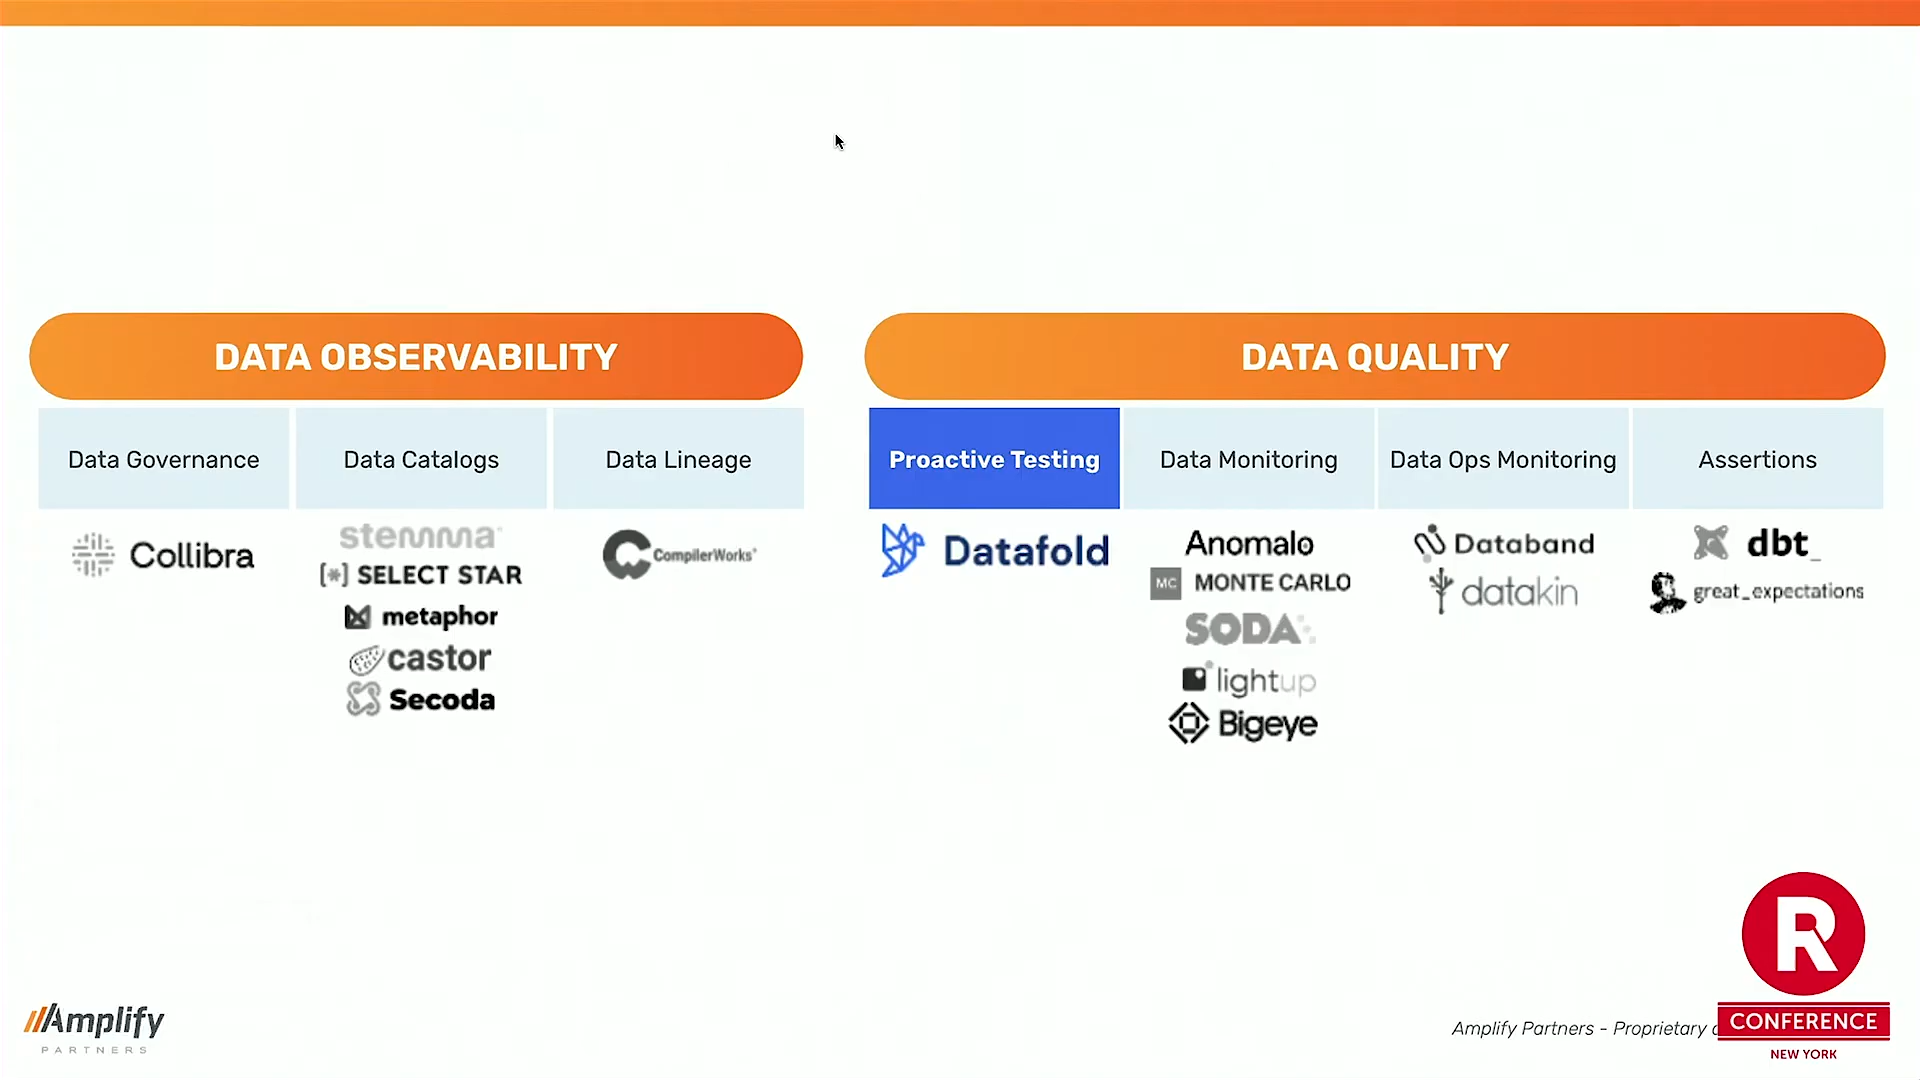 DATA OBSERVABILITY
Data Governance
Data Catalogs
Data Lineage
Collibra
stemma
[*] SELECT STAR
metaphor
castor
Secoda
CompilerWorks
DATA QUALITY
Proactive Testing
Data Monitoring
Data Ops Monitoring
Assertions
Datafold
Anomalo
MC MONTE CARLO
SODA
lightup
Bigeye
Databand
datakin
dbt_
great_expectations
Amplify
PARTNERS
Amplify Partners - Proprietary
R
CONFERENCE
NEW YORK